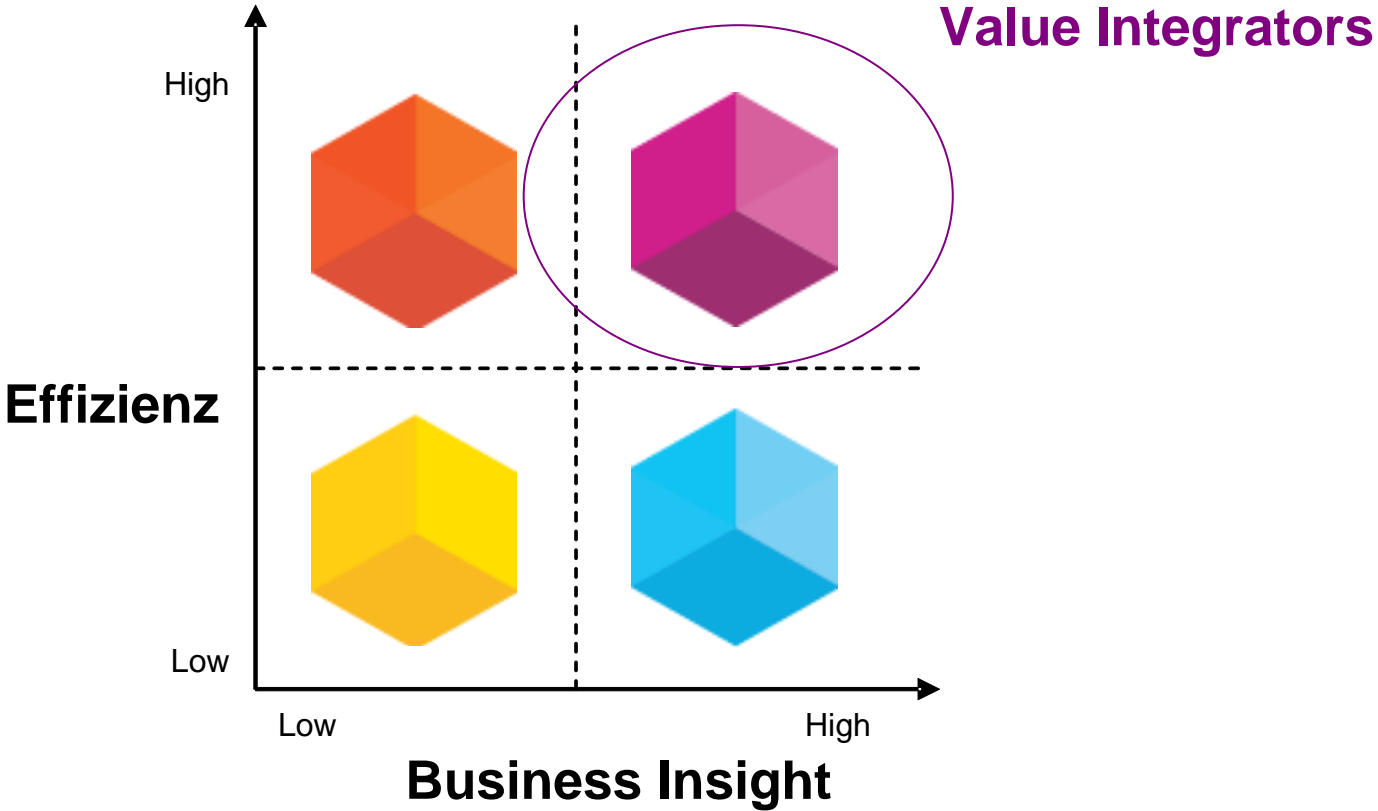 Value Integrators
High
Effizienz
Low
Low
High
Business Insight